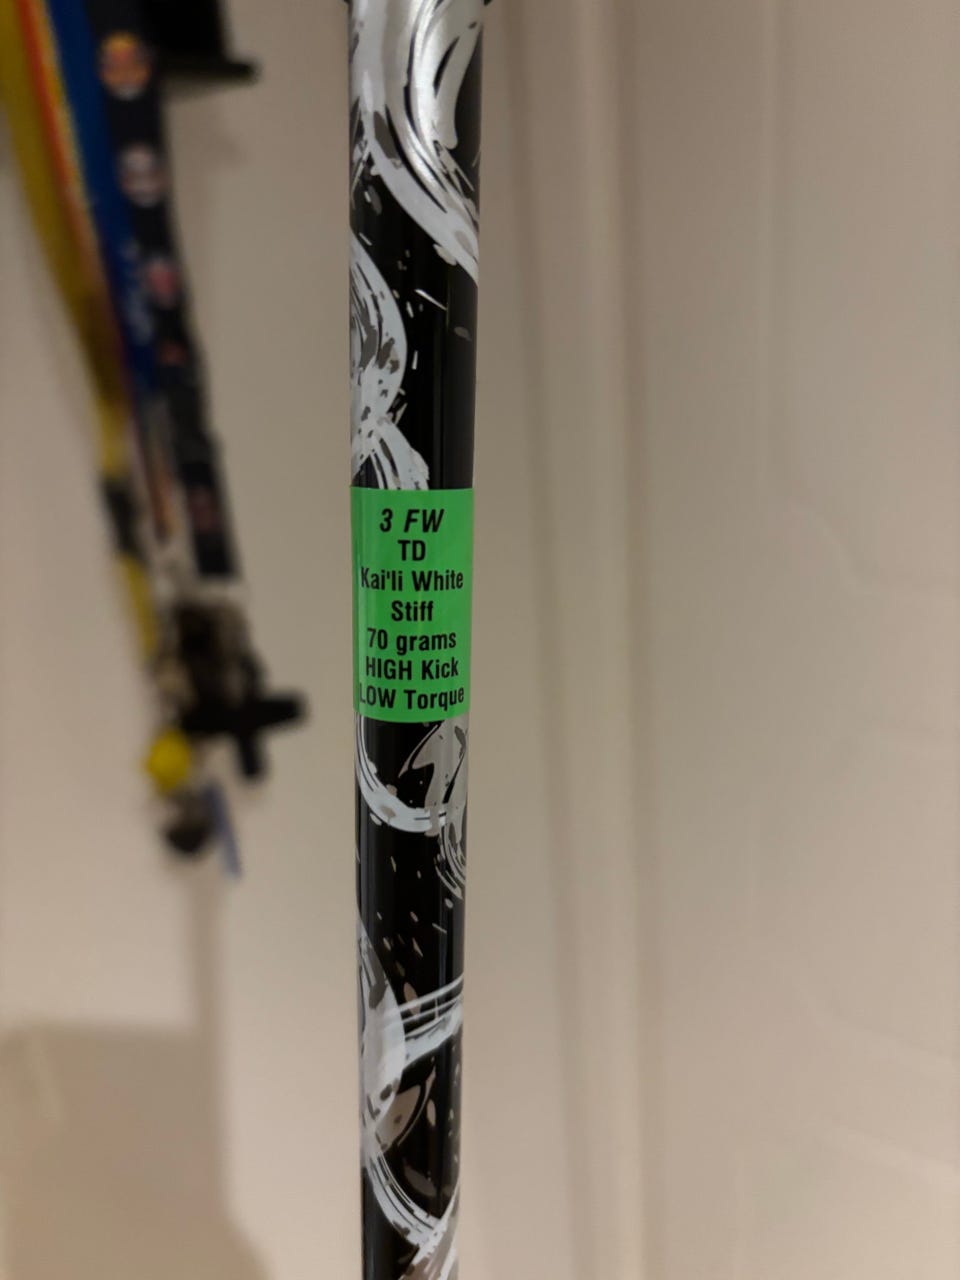 3 FW
TD
Kai'li White
Stiff
70 grams
HIGH Kick
LOW Torque